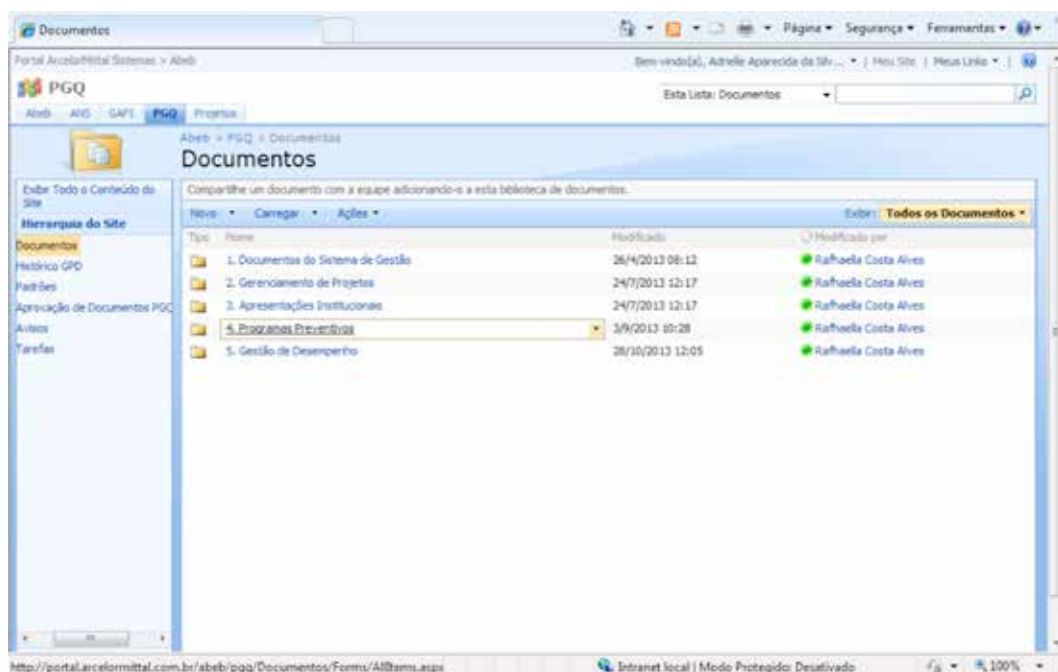 Documentos
Página Segurança Ferramentas
Portal ArcelorMittal Sistemas > Abeb
Bem-vindo(a), Adrielle Aparecida da Silv... | Meu Site | Meus Links
PGQ
Esta Lista: Documentos
Abeb ANS GAPS PGQ Projetos
Abeb > PGQ > Documentos
Documentos
Exibir Todo o Conteúdo do Site
Compartilhe um documento com a equipe adicionando-o a esta biblioteca de documentos.
Hierarquia do Site
Novo Carregar Ações Exibir: Todos os Documentos
Tipo Nome Modificado Modificado por
Documentos
Histórico GPD
Padrões
Aprovação de Documentos PGQ
Avisos
Tarefas
1. Documentos do Sistema de Gestão 26/4/2013 08:12 Rafhaella Costa Alves
2. Gerenciamento de Projetos 24/7/2013 12:17 Rafhaella Costa Alves
3. Apresentações Institucionais 24/7/2013 12:17 Rafhaella Costa Alves
4. Programas Preventivos 3/9/2013 10:28 Rafhaella Costa Alves
5. Gestão de Desempenho 28/10/2013 12:05 Rafhaella Costa Alves
http://portal.arcelormittal.com.br/abeb/pgq/Documentos/Forms/AllItems.aspx
Intranet local | Modo Protegido: Desativado
100%